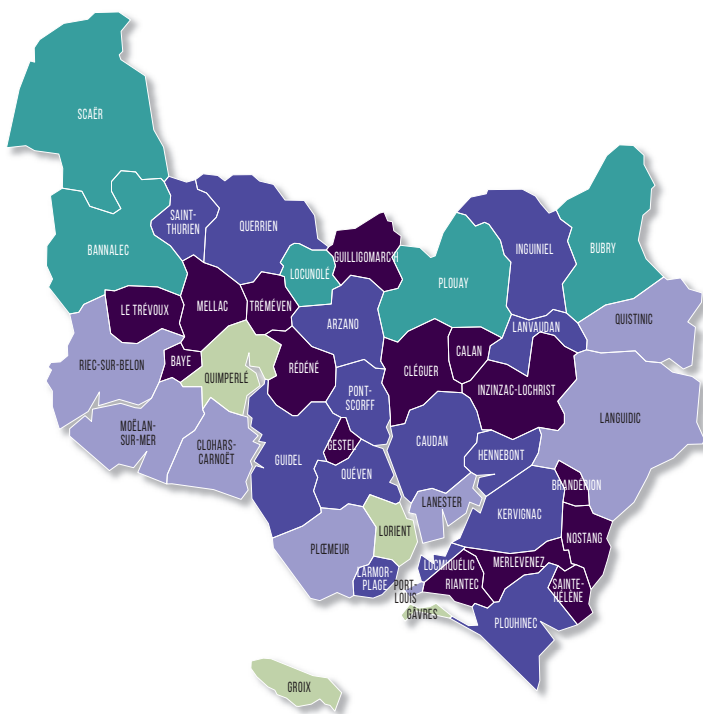 SCAËR
SAINT-
THURIEN
QUERRIEN
BANNALEC
GUILLIGOMARCH
INGUINIEL
BUBRY
LOCUNOLÉ
PLOUAY
LE TRÉVOUX
MELLAC
TRÉMÉVEN
ARZANO
LANVAUDAN
QUISTINIC
CALAN
RIEC-SUR-BELON
BAYE
QUIMPERLÉ
RÉDÉNÉ
CLÉGUER
INZINZAC-LOCHRIST
PONT-
SCORFF
LANGUIDIC
MOËLAN-
SUR-MER
CLOHARS-
CARNOËT
GESTEL
CAUDAN
GUIDEL
HENNEBONT
QUÉVEN
BRANDÉRION
LANESTER
KERVIGNAC
LORIENT
NOSTANG
PLŒMEUR
LOCMIQUÉLIC
MERLEVENEZ
LARMOR-
PLAGE
PORT-
LOUIS
RIANTEC
SAINTE-
HÉLÈNE
GÂVRES
PLOUHINEC
GROIX